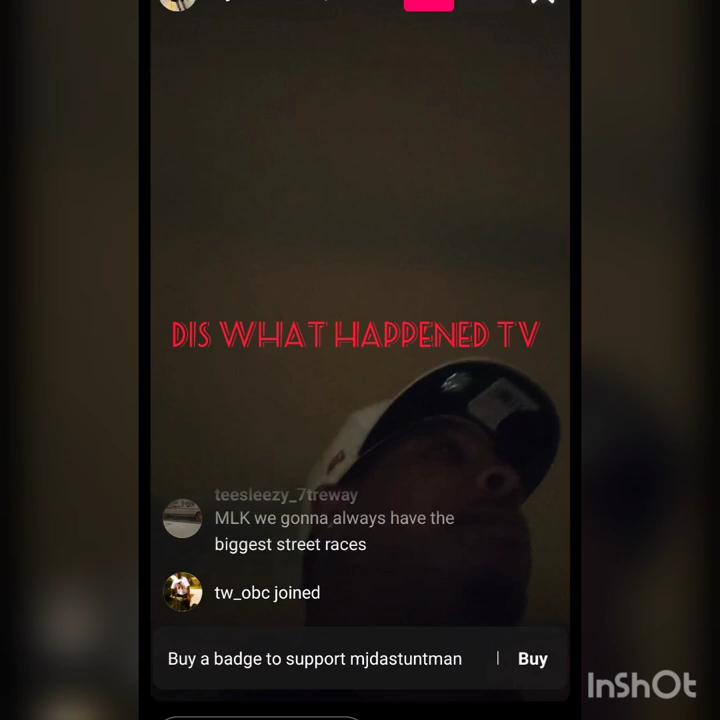 DIS WHAT HAPPENED TV
teesleezy_7treway
MLK we gonna always have the
biggest street races
tw_obc joined
Buy a badge to support mjdastuntman | Buy
InShOt